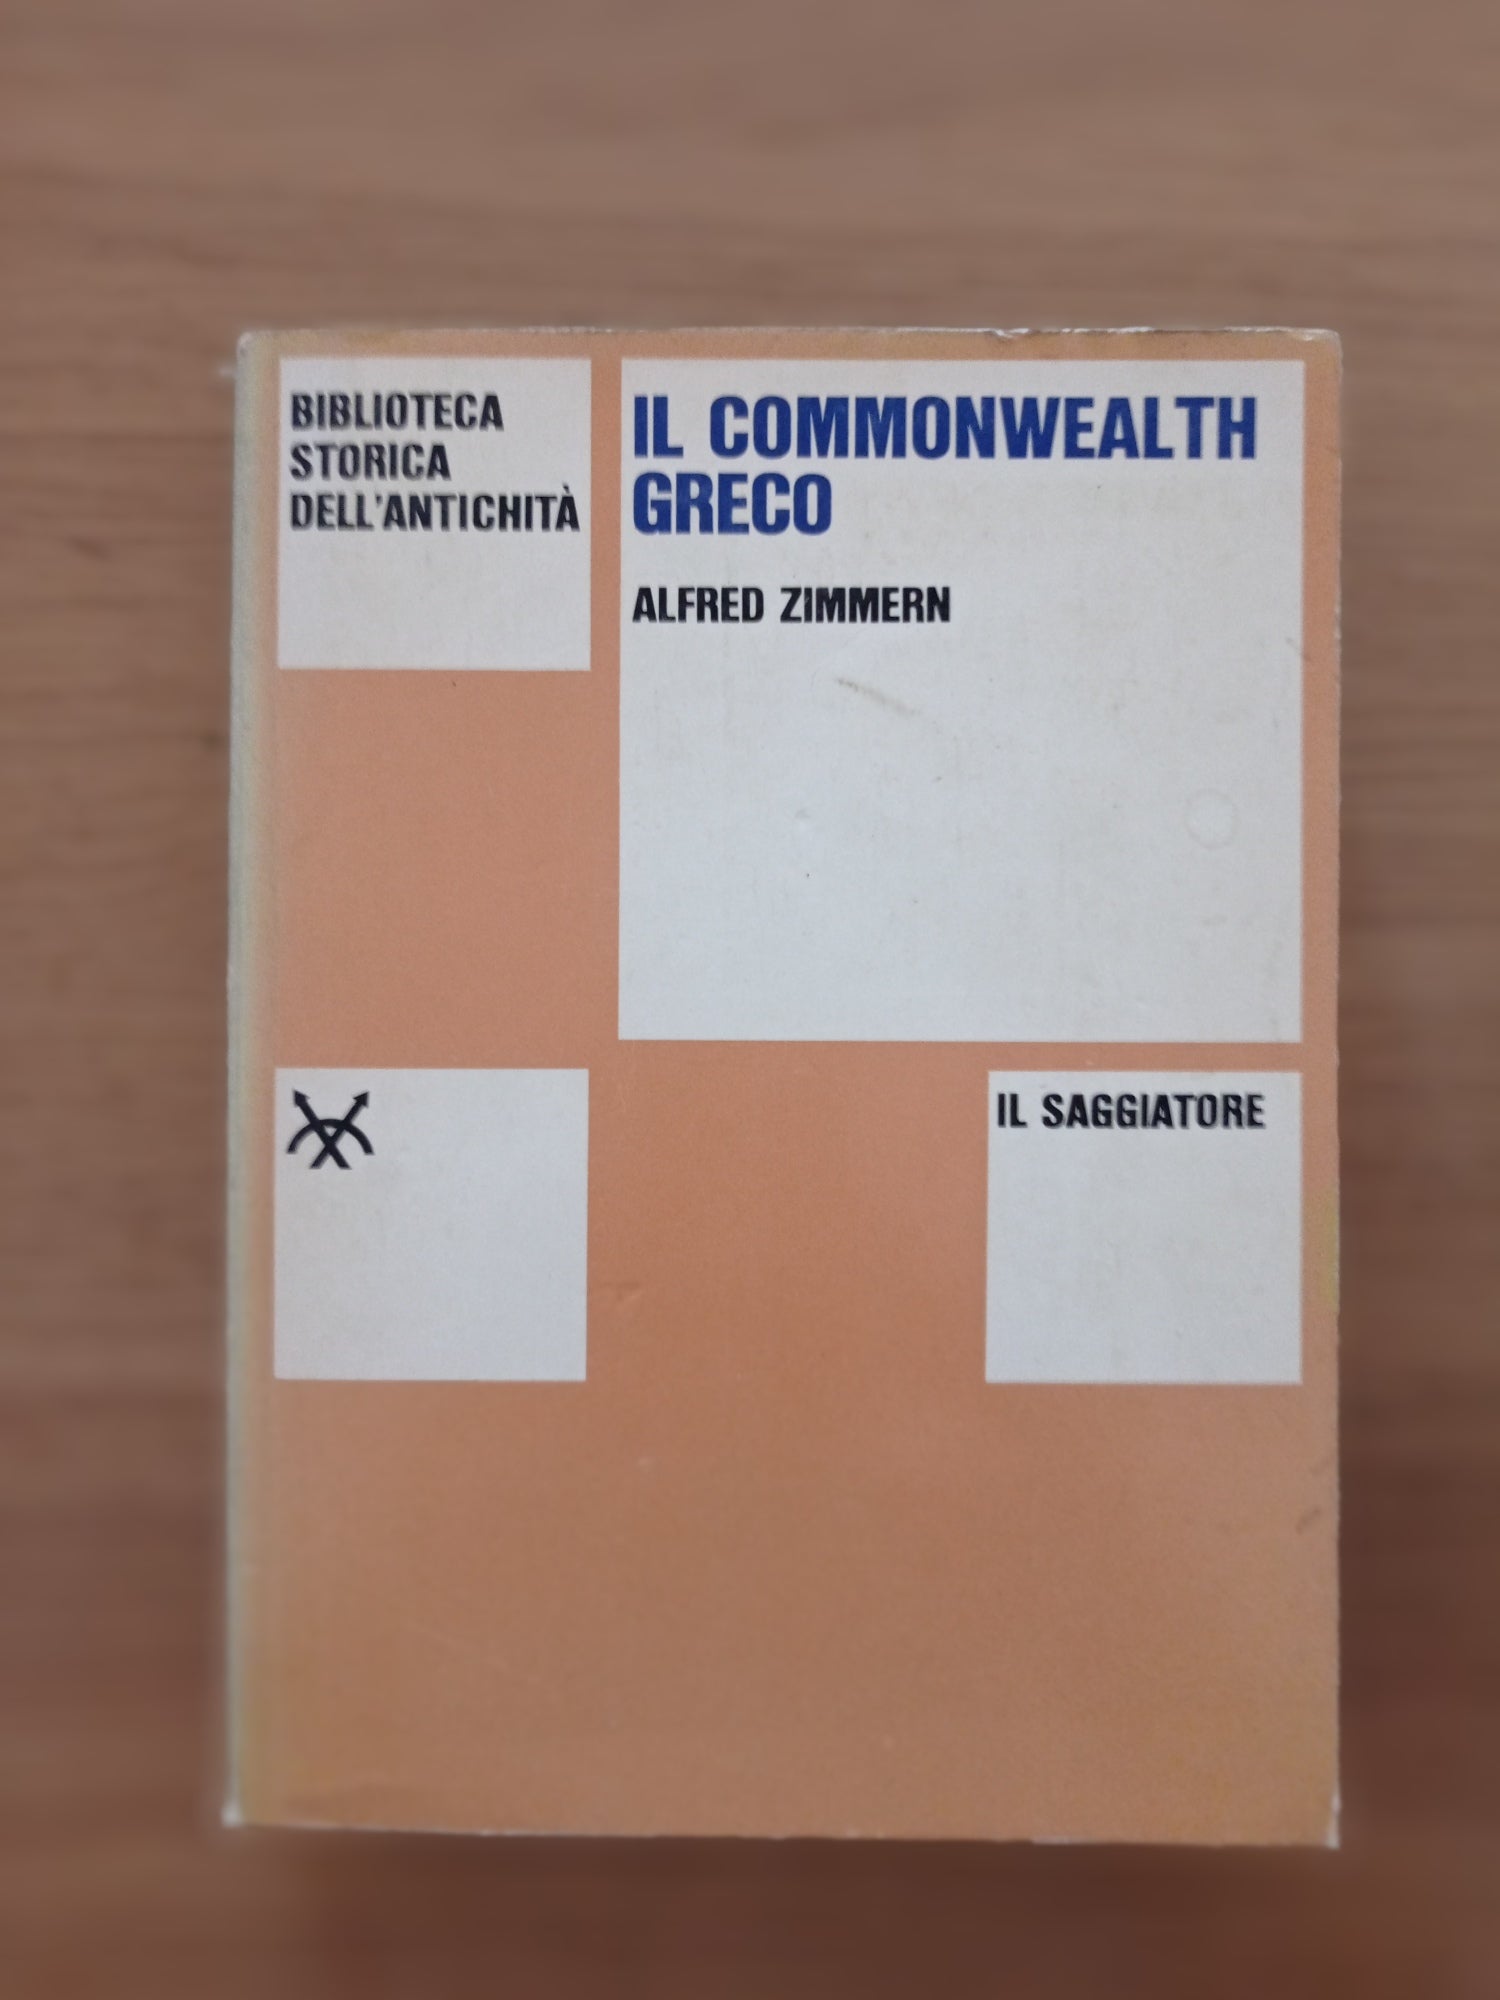 BIBLIOTECA
STORICA
DELL'ANTICHITÀ
IL COMMONWEALTH
GRECO
ALFRED ZIMMERN
IL SAGGIATORE